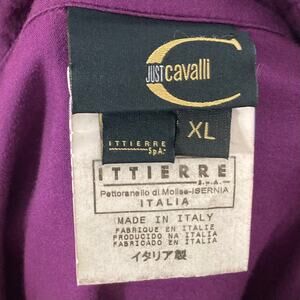 JUST cavalli
C
ITTIERRE
S.p.A.
XL
ITTIERRE
S.p.A.
Pettoranello di Molise-ISERNIA
ITALIA
MADE IN ITALY
FABRIQUE EN ITALIE
PRODUCIDO NA ITALIA
FABRICADO EN ITALIA
イタリア製